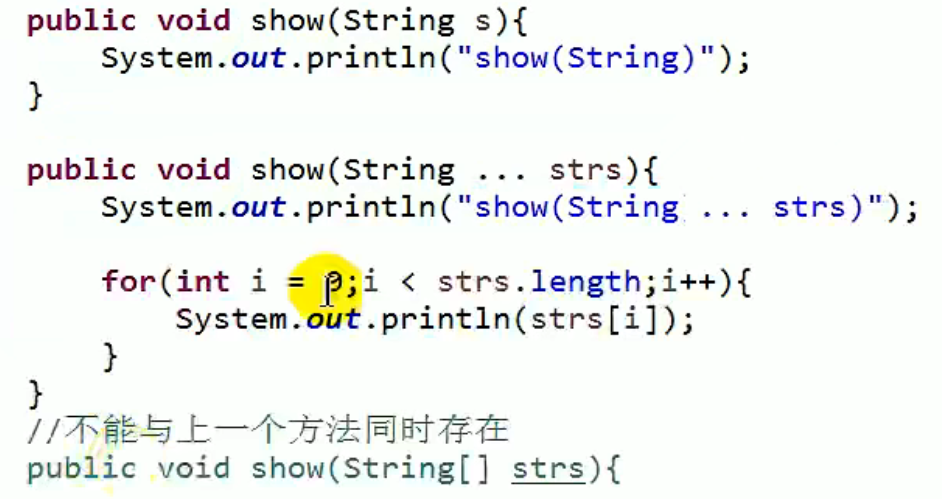 public void show(String s){
System.out.println("show(String)");
}
public void show(String ... strs){
System.out.println("show(String ... strs)");
for(int i = 0;i < strs.length;i++){
System.out.println(strs[i]);
}
}
//不能与上一个方法同时存在
public void show(String[] strs){